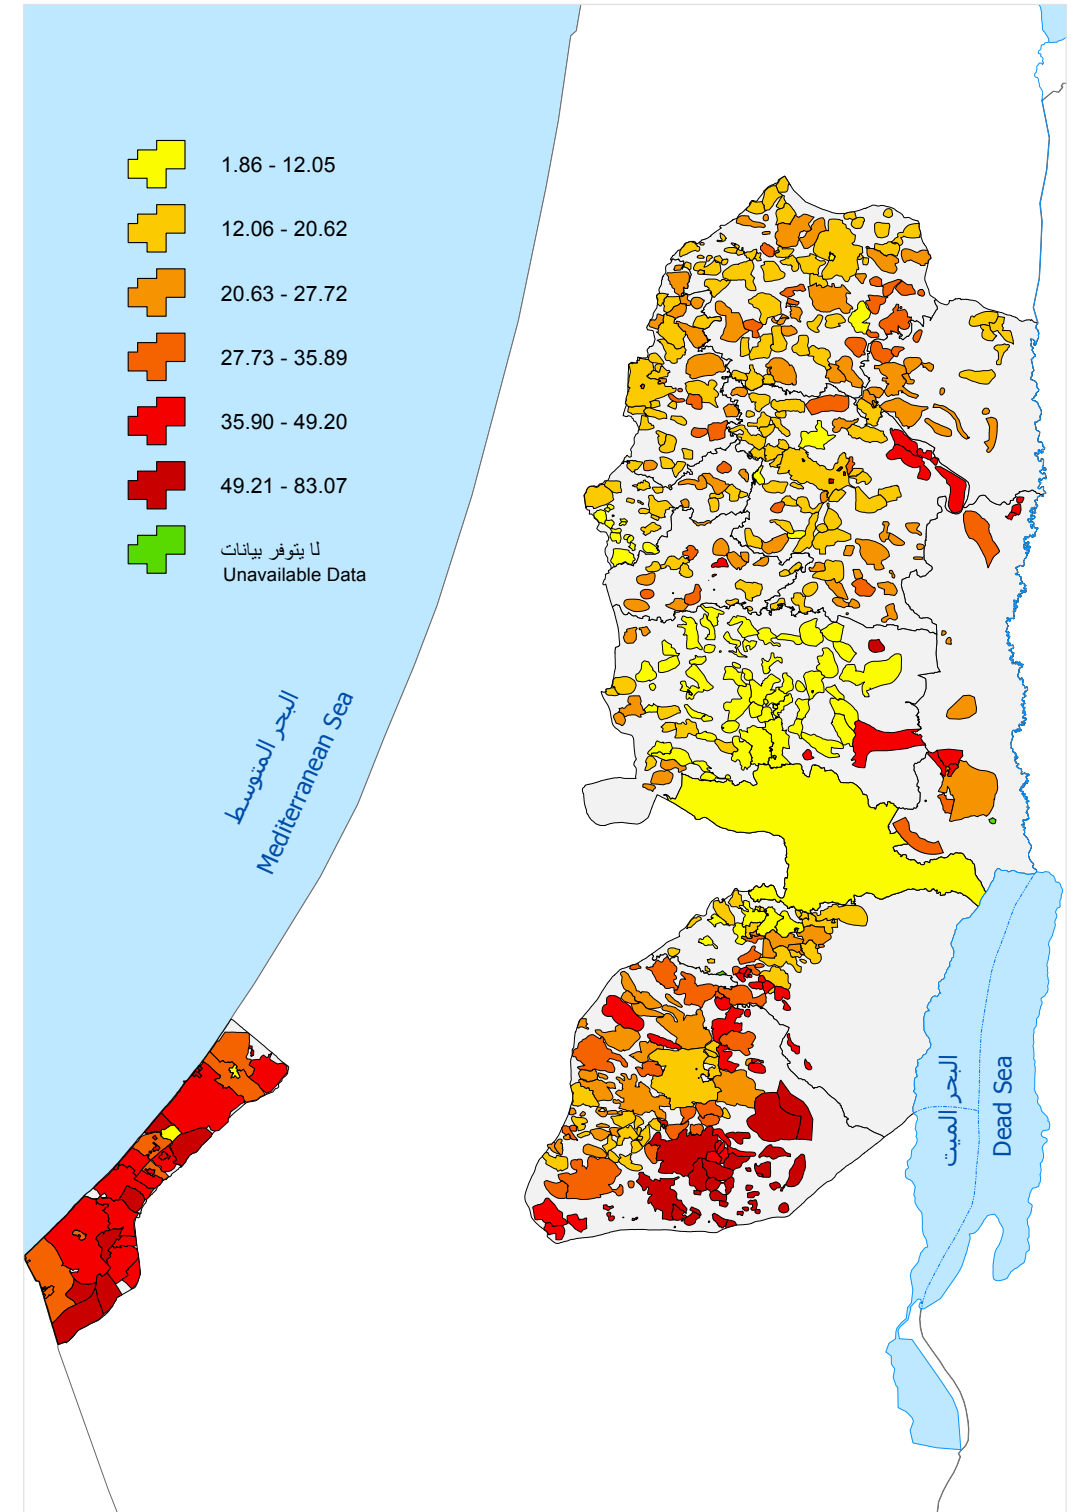 1.86 - 12.05
12.06 - 20.62
20.63 - 27.72
27.73 - 35.89
35.90 - 49.20
49.21 - 83.07
لا يتوفر بيانات
Unavailable Data
البحر المتوسط
Mediterranean Sea
البحر الميت
Dead Sea